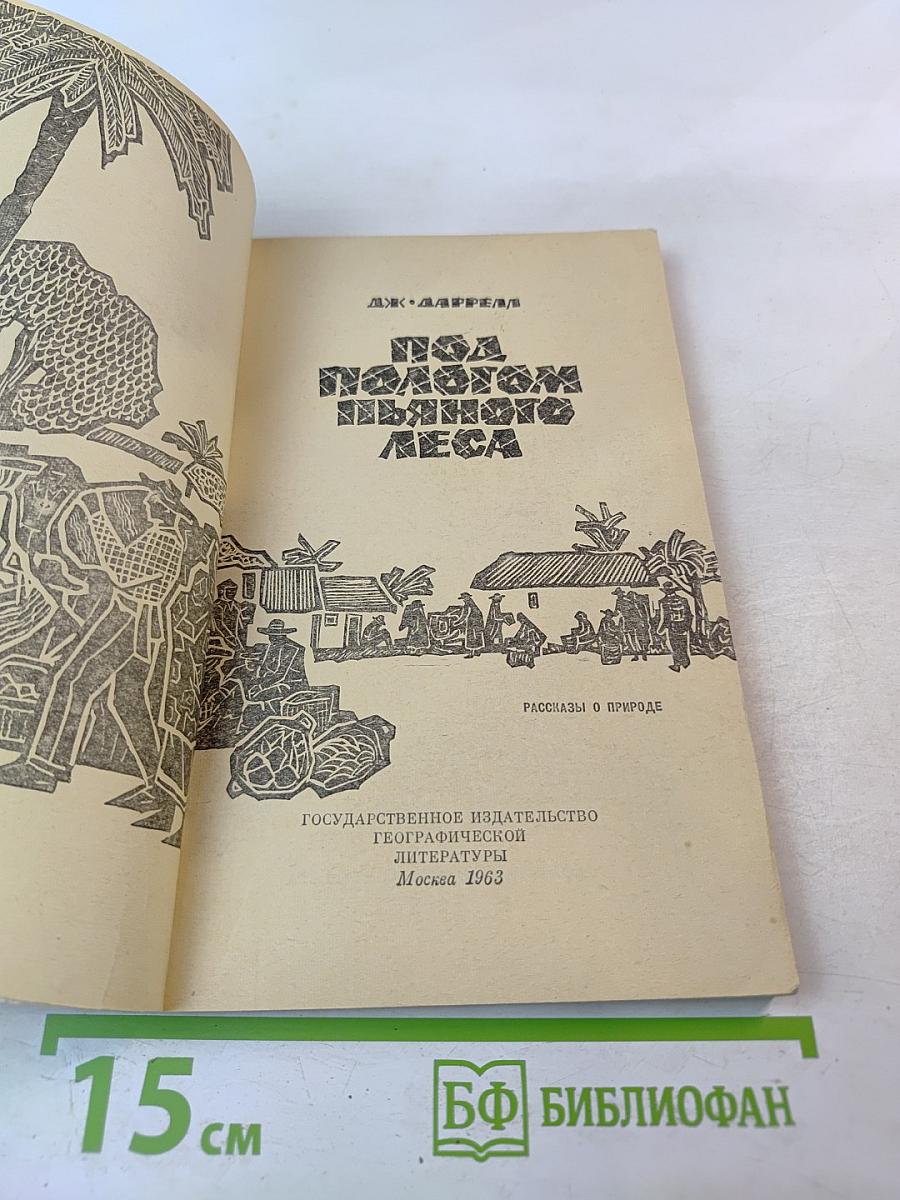 ДЖ • ДАРРЕЛЛ
ПОД
ПОЛОГОМ
ПЬЯНОГО
ЛЕСА
РАССКАЗЫ О ПРИРОДЕ
ГОСУДАРСТВЕННОЕ ИЗДАТЕЛЬСТВО
ГЕОГРАФИЧЕСКОЙ
ЛИТЕРАТУРЫ
Москва 1963
15 см
БФ БИБЛИОФАН